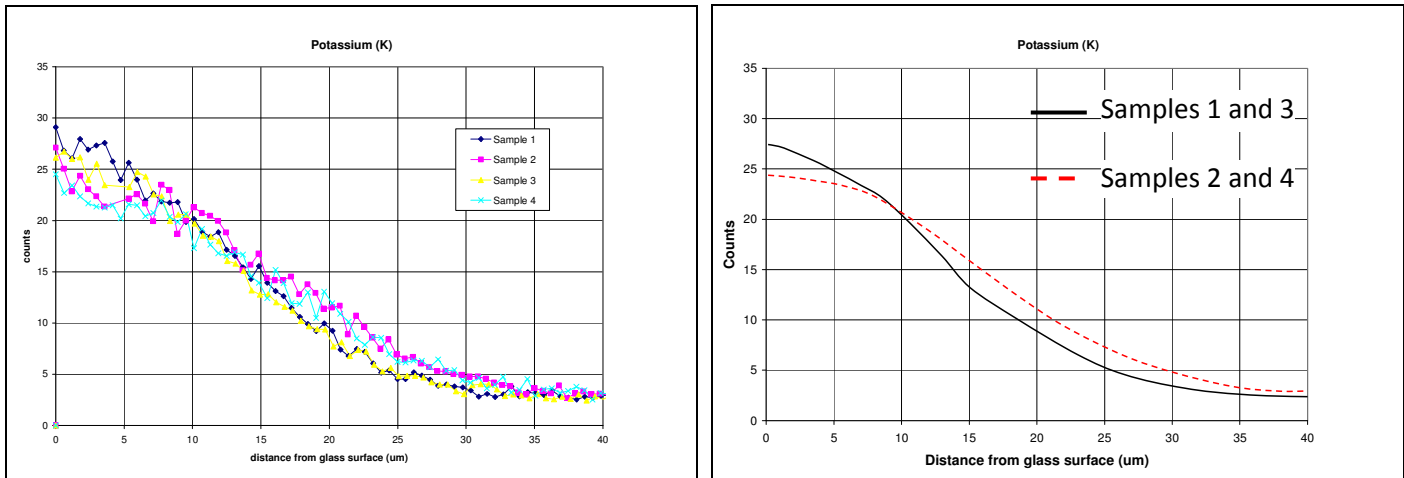 Potassium (K)
35
30
25
20
15
10
5
0
counts
0 5 10 15 20 25 30 35 40
distance from glass surface (um)
Sample 1
Sample 2
Sample 3
Sample 4
Potassium (K)
35
30
25
20
15
10
5
0
Counts
0 5 10 15 20 25 30 35 40
Distance from glass surface (um)
Samples 1 and 3
Samples 2 and 4